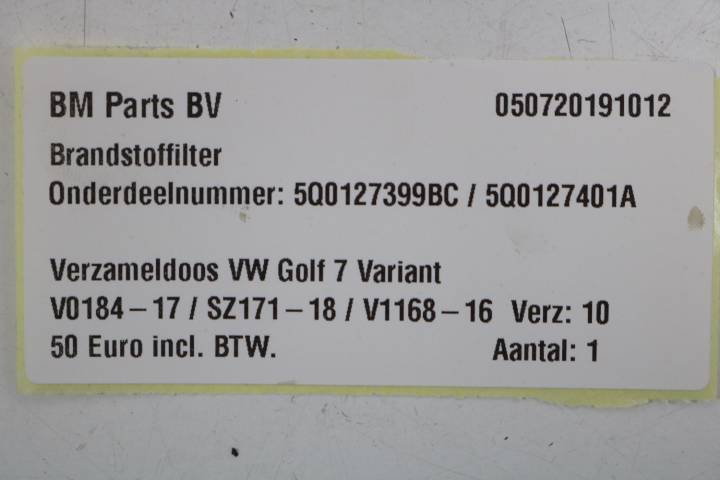 BM Parts BV 050720191012
Brandstoffilter
Onderdeelnummer: 5Q0127399BC / 5Q0127401A
Verzameldoos VW Golf 7 Variant
V0184-17 / SZ171-18 / V1168-16 Verz: 10
50 Euro incl. BTW. Aantal: 1